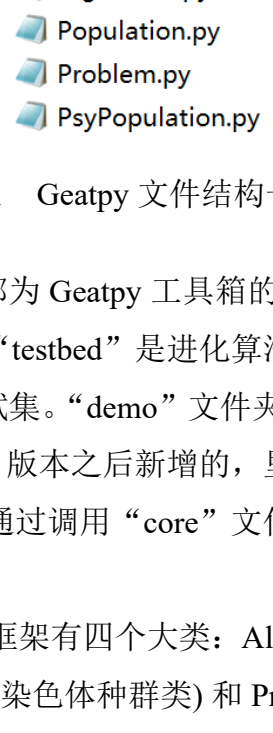 Population.py
Problem.py
PsyPopulation.py
Geatpy 文件结构
为 Geatpy 工具箱的
“testbed”是进化算
试集。“demo”文件夹
版本之后新增的，
通过调用“core”文件
框架有四个大类：Al
染色体种群类) 和 Pr